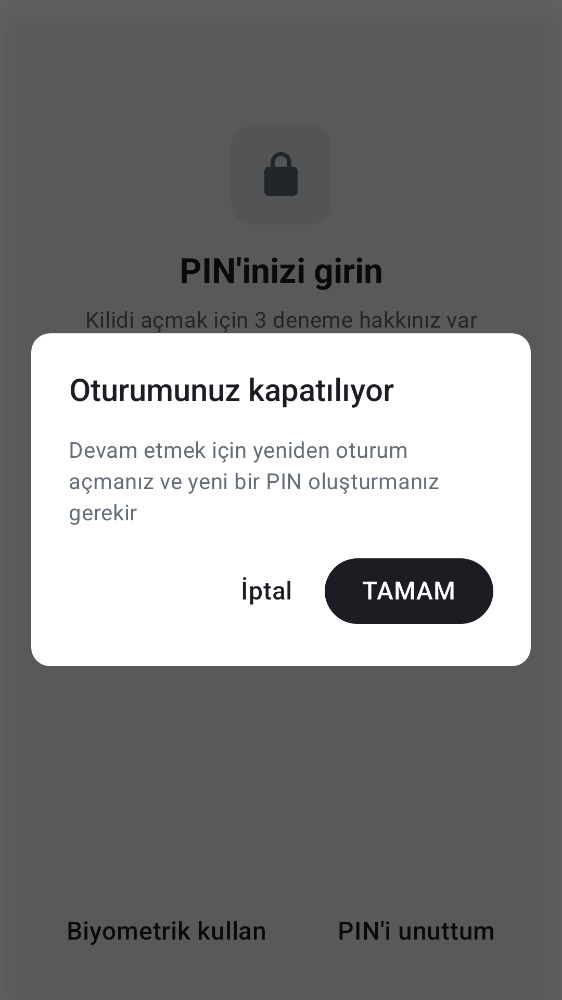 PIN'inizi girin
Kilidi açmak için 3 deneme hakkınız var
Oturumunuz kapatılıyor
Devam etmek için yeniden oturum
açmanız ve yeni bir PIN oluşturmanız
gerekir
İptal
TAMAM
Biyometrik kullan
PIN'i unuttum